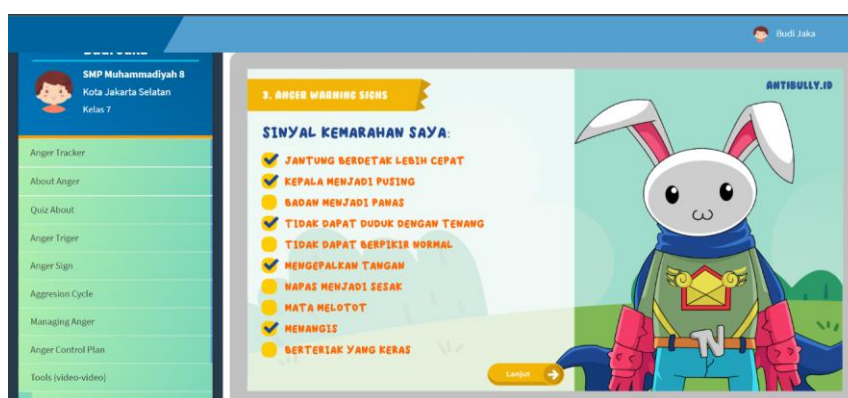 Budi Jaka
SMP Muhammadiyah 8
Kota Jakarta Selatan
Kelas 7
Anger Tracker
About Anger
Quiz About
Anger Triger
Anger Sign
Aggresion Cycle
Managing Anger
Anger Control Plan
Tools (video-video)
3. ANGER WARNING SIGNS
SINYAL KEMARAHAN SAYA:
JANTUNG BERDETAK LEBIH CEPAT
KEPALA MENJADI PUSING
BADAN MENJADI PANAS
TIDAK DAPAT DUDUK DENGAN TENANG
TIDAK DAPAT BERPIKIR NORMAL
MENGEPALKAN TANGAN
NAPAS MENJADI SESAK
MATA MELOTOT
MENANGIS
BERTERIAK YANG KERAS
Lanjut
ANTIBULLY.ID
TN